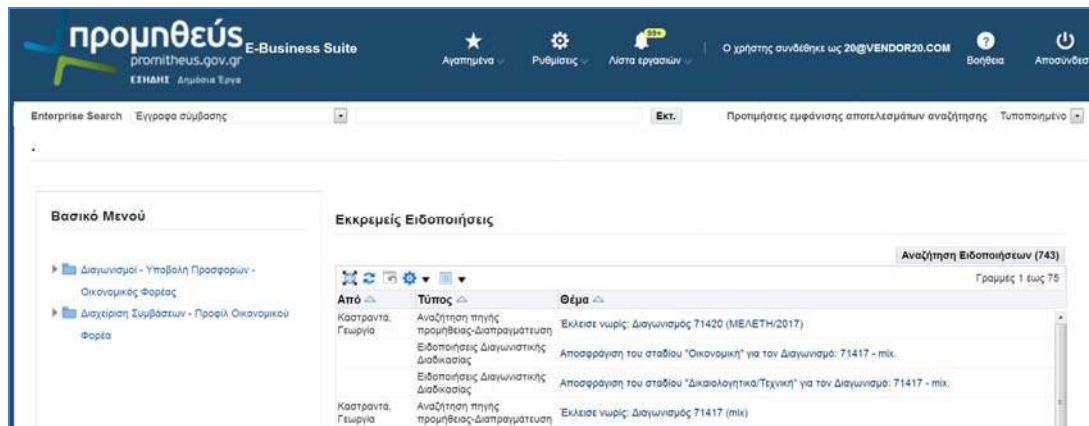 προμηθεύς E-Business Suite
promitheus.gov.gr
ΕΣΗΔΗΣ Δημόσια Έργα
Αγαπημένα
Ρυθμίσεις
99+
Λίστα εργασιών
Ο χρήστης συνδέθηκε ως 20@VENDOR20.COM
Βοήθεια
Αποσύνδεσ
Enterprise Search Έγγραφα σύμβασης Εκτ. Προτιμήσεις εμφάνισης αποτελεσμάτων αναζήτησης Τυποποιημένο
Βασικό Μενού
Διαγωνισμοί - Υποβολή Προσφορών -
Οικονομικός Φορέας
Διαχείριση Συμβάσεων - Προφίλ Οικονομικού
Φορέα
Εκκρεμείς Ειδοποιήσεις
Αναζήτηση Ειδοποιήσεων (743)
Γραμμές 1 έως 75
Από Τύπος Θέμα
Καστραντά, Αναζήτηση πηγής
Γεωργία προμήθειας-Διαπραγμάτευση Έκλεισε νωρίς: Διαγωνισμός 71420 (ΜΕΛΕΤΗ/2017)
Ειδοποιήσεις Διαγωνιστικής
Διαδικασίας Αποσφράγιση του σταδίου "Οικονομική" για τον Διαγωνισμό: 71417 - mix.
Ειδοποιήσεις Διαγωνιστικής
Διαδικασίας Αποσφράγιση του σταδίου "Δικαιολογητικά/Τεχνική" για τον Διαγωνισμό: 71417 - mix.
Καστραντά, Αναζήτηση πηγής
Γεωργία προμήθειας-Διαπραγμάτευση Έκλεισε νωρίς: Διαγωνισμός 71417 (mix)